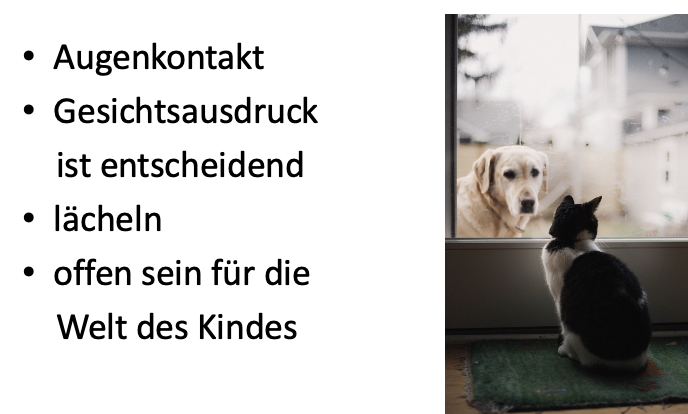 • Augenkontakt
• Gesichtsausdruck
ist entscheidend
• lächeln
• offen sein für die
Welt des Kindes